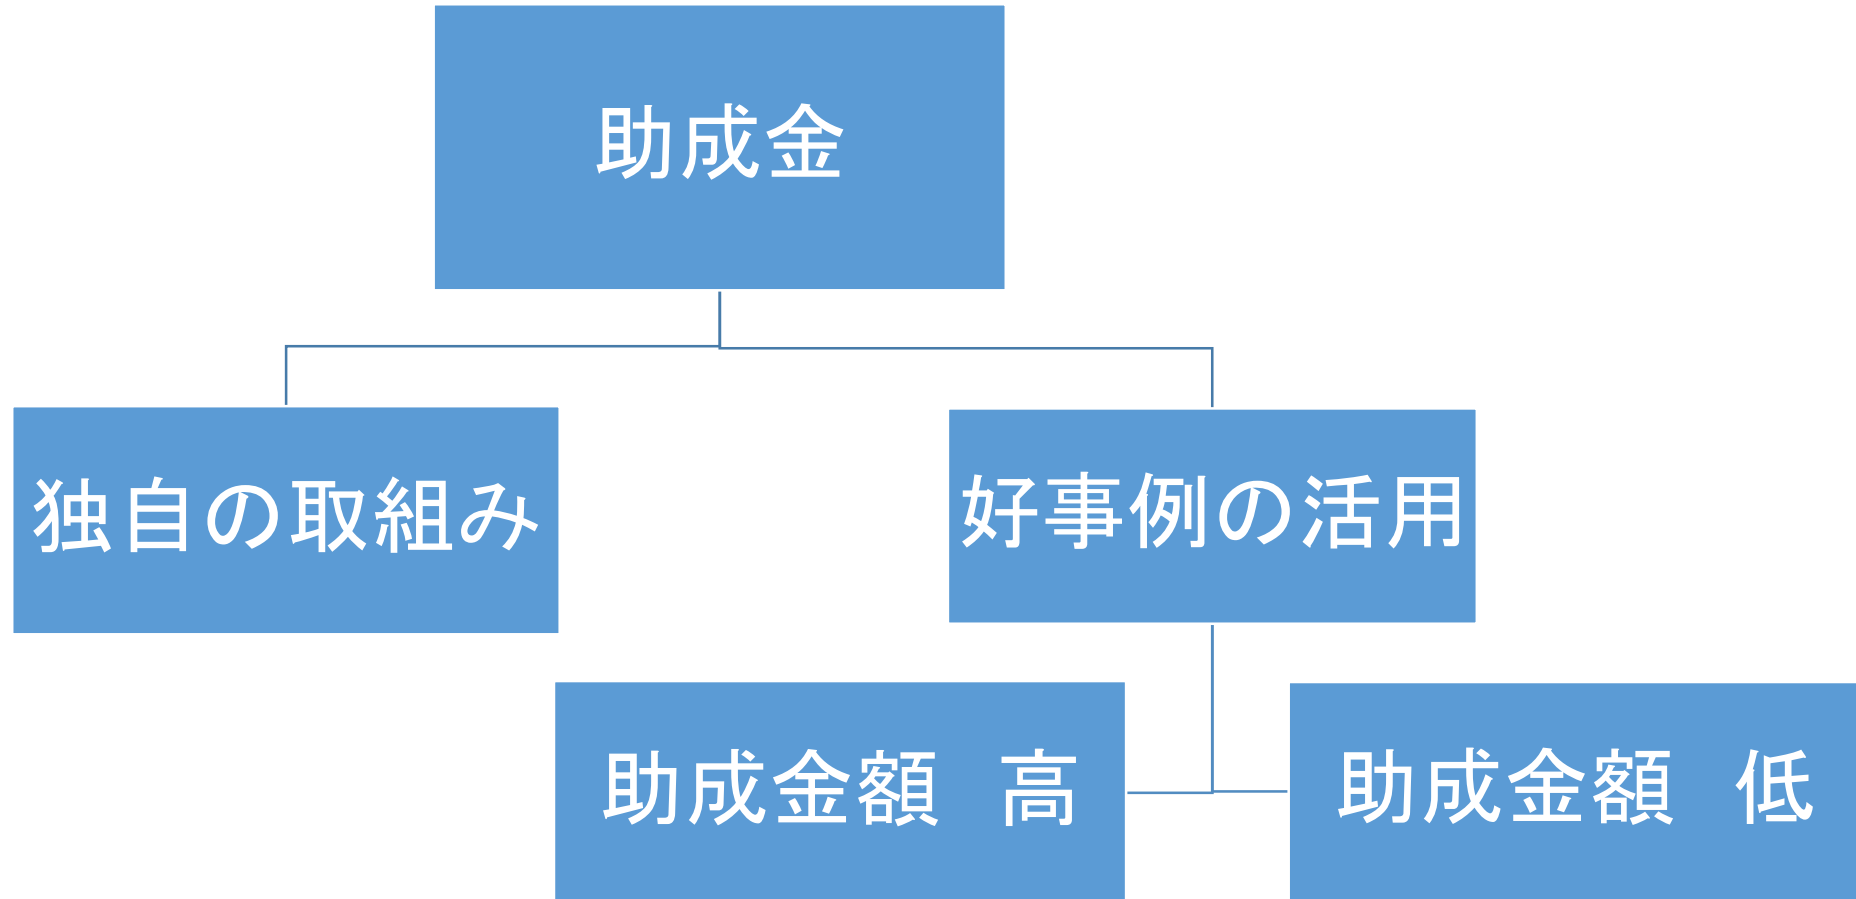 助成金
独自の取組み
好事例の活用
助成金額　高
助成金額　低